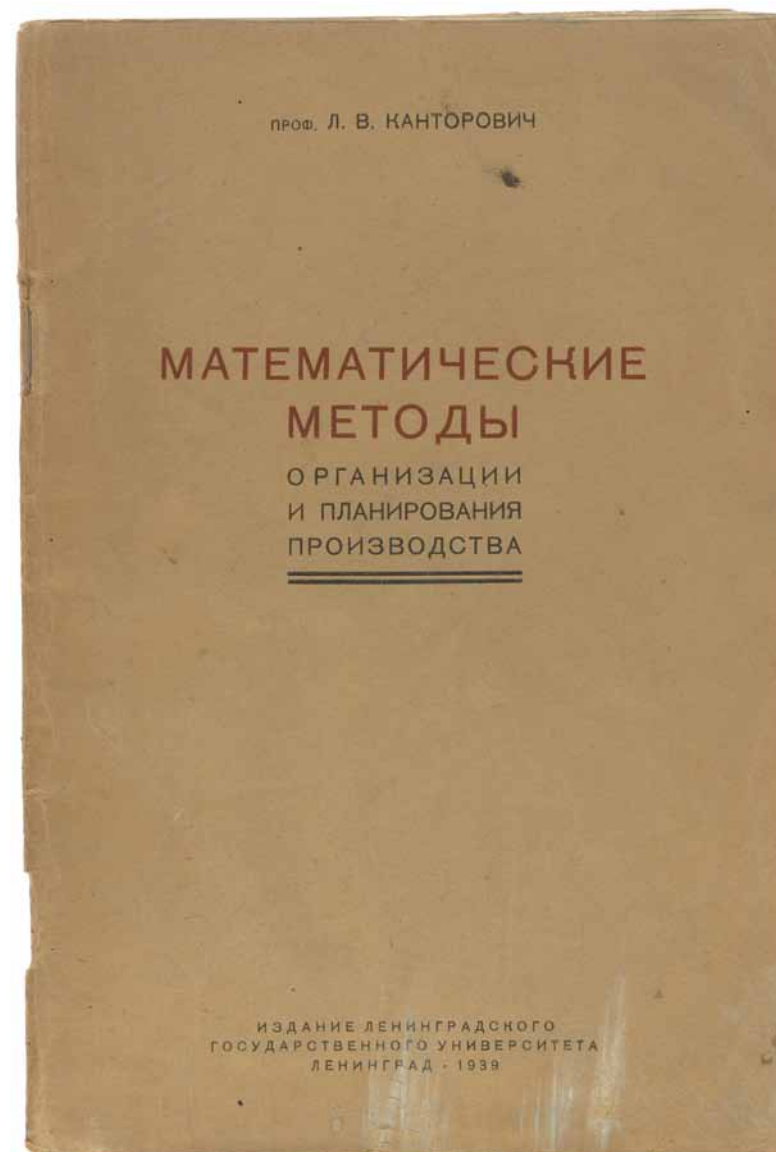 ПРОФ. Л. В. КАНТОРОВИЧ
МАТЕМАТИЧЕСКИЕ
МЕТОДЫ
ОРГАНИЗАЦИИ
И ПЛАНИРОВАНИЯ
ПРОИЗВОДСТВА
ИЗДАНИЕ ЛЕНИНГРАДСКОГО
ГОСУДАРСТВЕННОГО УНИВЕРСИТЕТА
ЛЕНИНГРАД - 1939